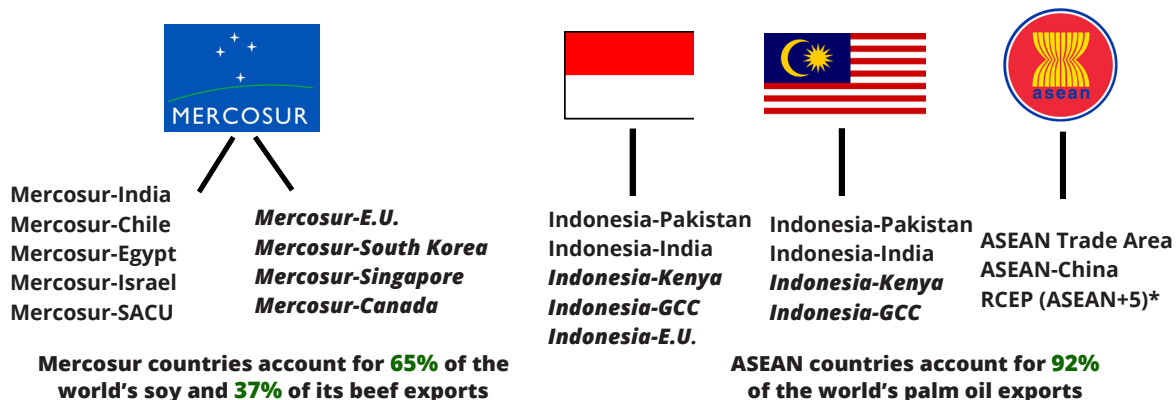 MERCOSUR
asean
Mercosur-India
Mercosur-Chile
Mercosur-Egypt
Mercosur-Israel
Mercosur-SACU
Mercosur-E.U.
Mercosur-South Korea
Mercosur-Singapore
Mercosur-Canada
Indonesia-Pakistan
Indonesia-India
Indonesia-Kenya
Indonesia-GCC
Indonesia-E.U.
Indonesia-Pakistan
Indonesia-India
Indonesia-Kenya
Indonesia-GCC
ASEAN Trade Area
ASEAN-China
RCEP (ASEAN+5)*
Mercosur countries account for 65% of the
world's soy and 37% of its beef exports
ASEAN countries account for 92%
of the world's palm oil exports